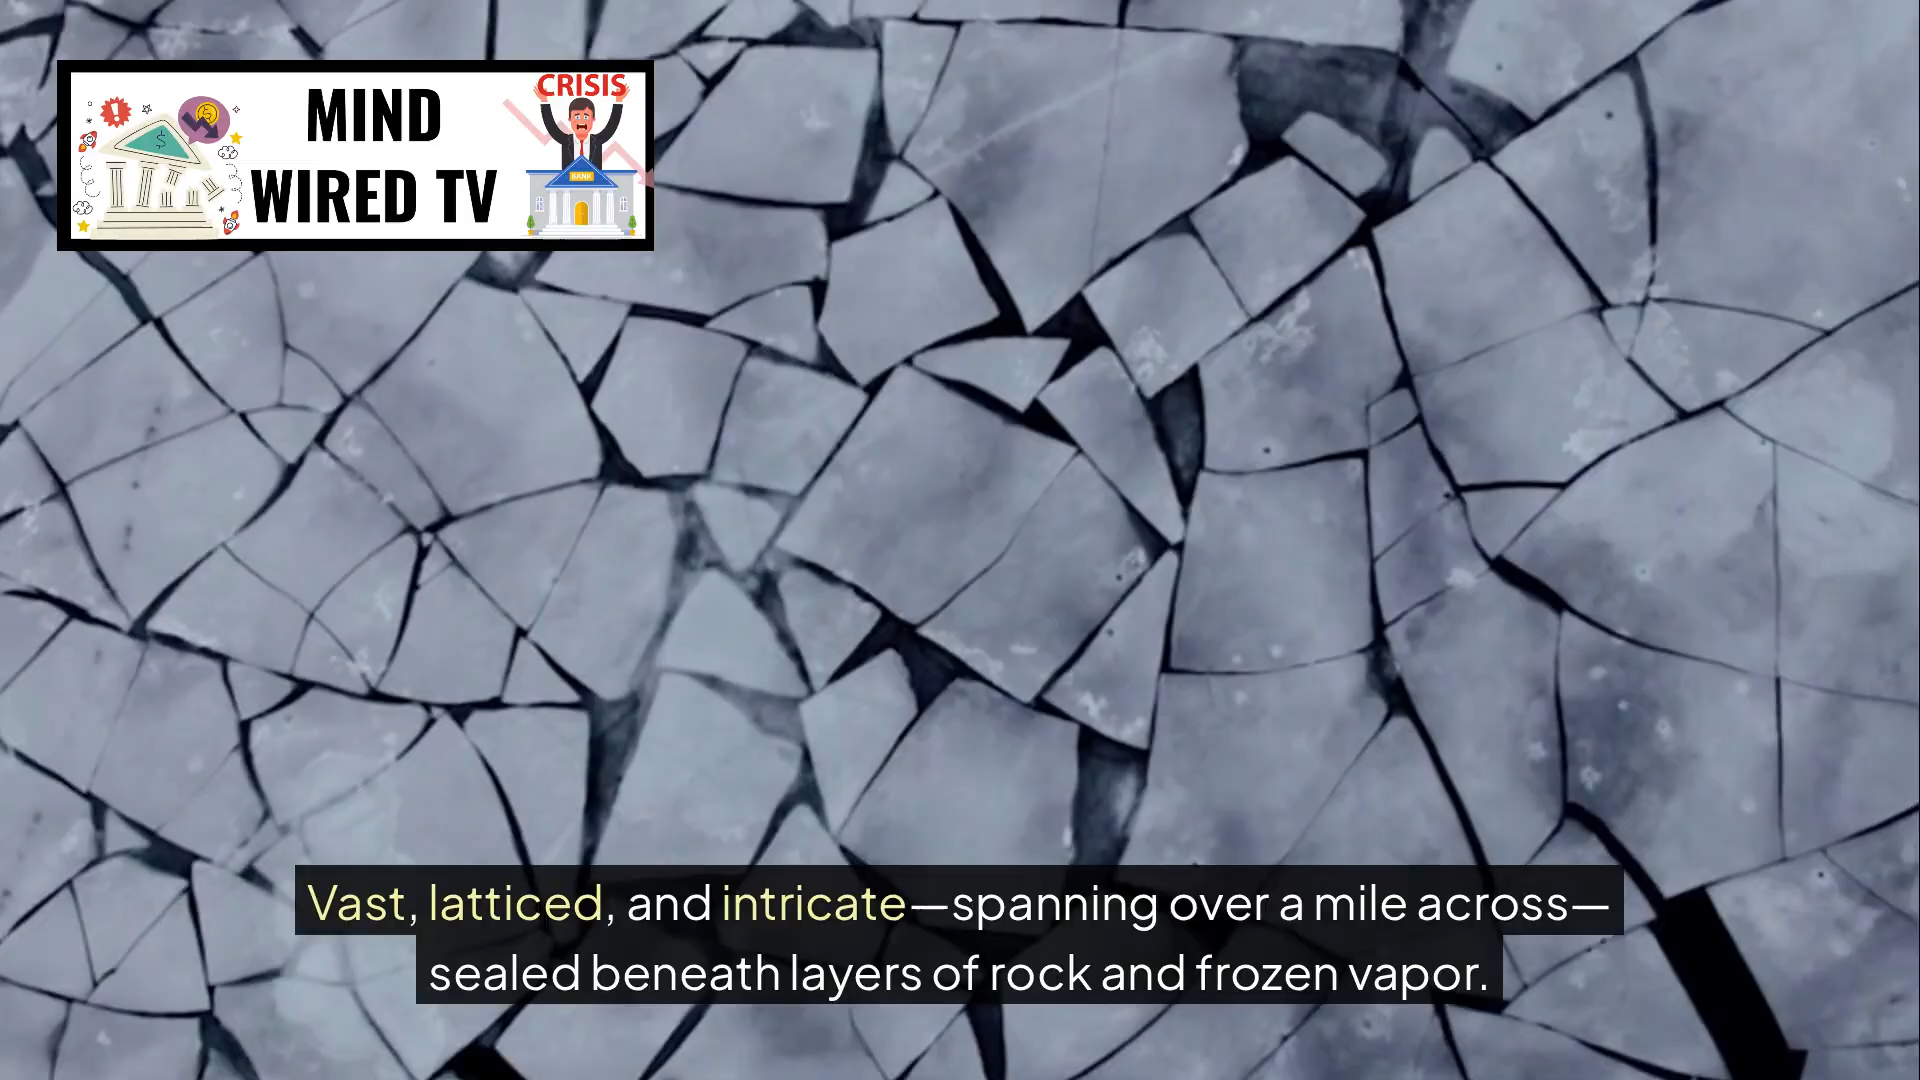 CRISIS
MIND
WIRED TV
BANK
Vast, latticed, and intricate—spanning over a mile across—
sealed beneath layers of rock and frozen vapor.